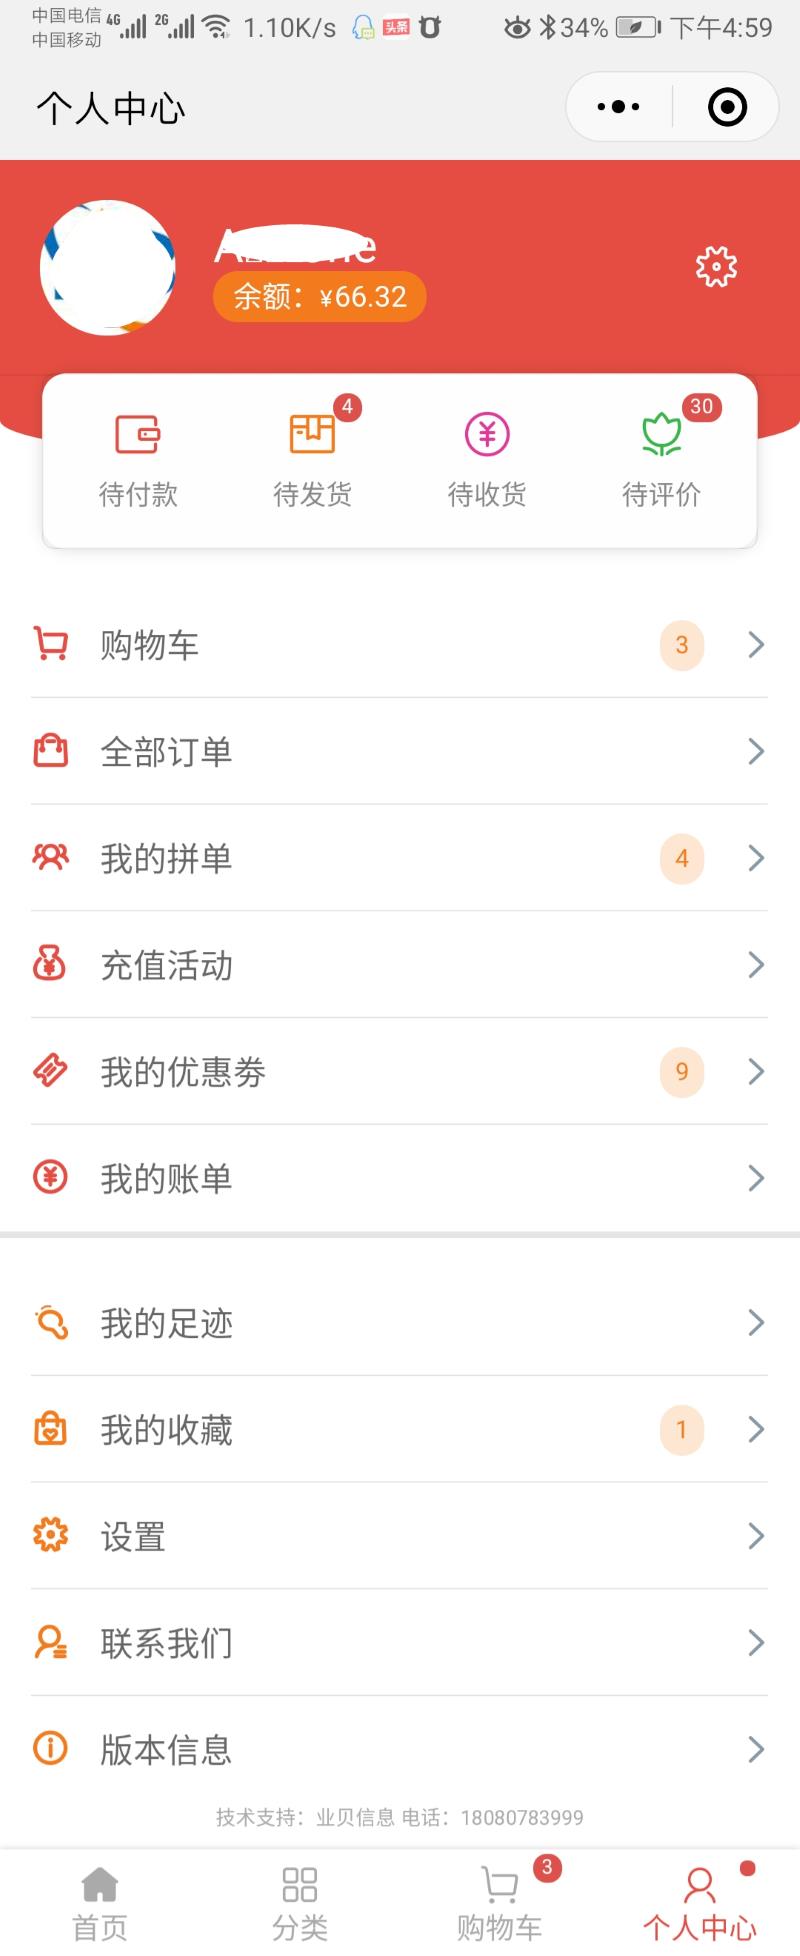 中国电信 4G 2G 1.10K/s 头条 34% 下午4:59
中国移动
个人中心
余额：¥66.32
4 30
待付款 待发货 待收货 待评价
购物车 3
全部订单
我的拼单 4
充值活动
我的优惠券 9
我的账单
我的足迹
我的收藏 1
设置
联系我们
版本信息
技术支持：业贝信息 电话：18080783999
3
首页 分类 购物车 个人中心